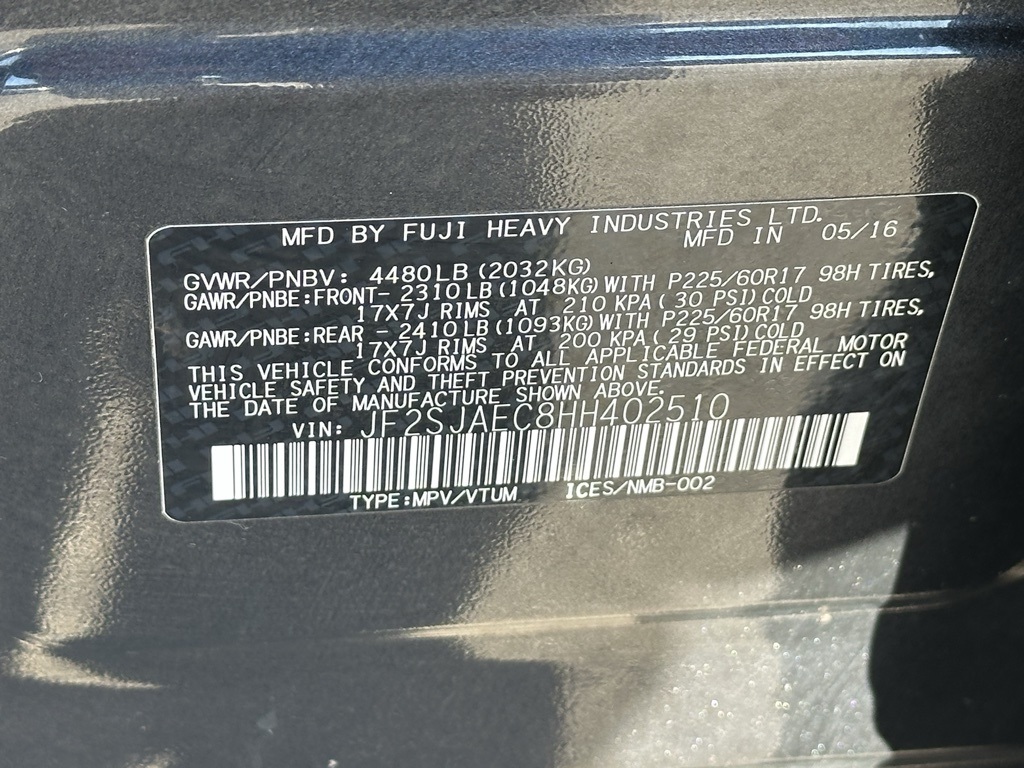 MFD BY FUJI HEAVY INDUSTRIES LTD.
MFD IN 05/16
GVWR/PNBV: 4480LB (2032KG)
GAWR/PNBE:FRONT- 2310LB (1048KG) WITH P225/60R17 98H TIRES,
17X7J RIMS AT 210 KPA ( 30 PSI) COLD
GAWR/PNBE:REAR - 2410LB (1093KG) WITH P225/60R17 98H TIRES,
17X7J RIMS AT 200 KPA ( 29 PSI) COLD
THIS VEHICLE CONFORMS TO ALL APPLICABLE FEDERAL MOTOR
VEHICLE SAFETY AND THEFT PREVENTION STANDARDS IN EFFECT ON
THE DATE OF MANUFACTURE SHOWN ABOVE.
VIN: JF2SJAEC8HH402510
TYPE:MPV/VTUM ICES/NMB-002